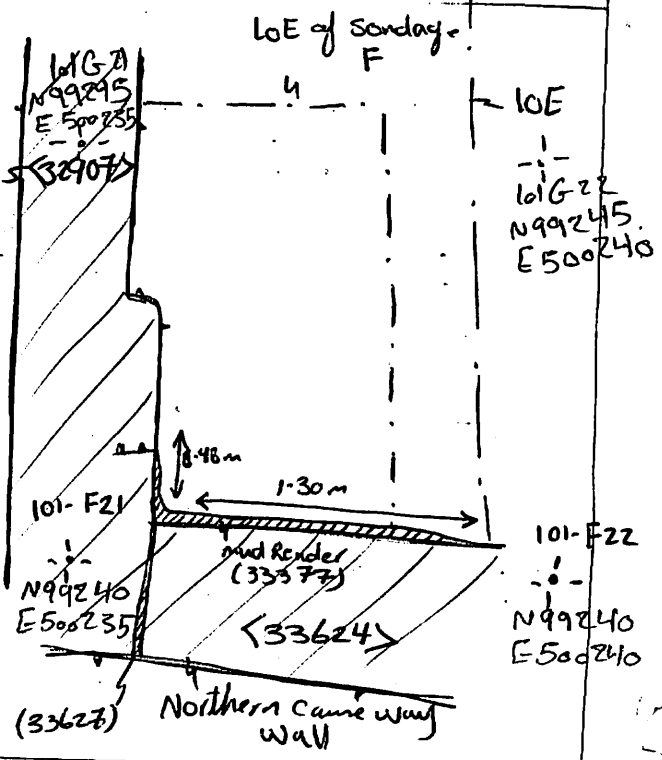 LOE of Sondage
F
101G21
N99245
E500235
<32907>
LOE
101G22
N99245
E500240
0.48m
1.30m
101-F21
N99240
E500235
mud Render
(33377)
<33624>
101-F22
N99240
E500240
(33627)
Northern Causeway
Wall